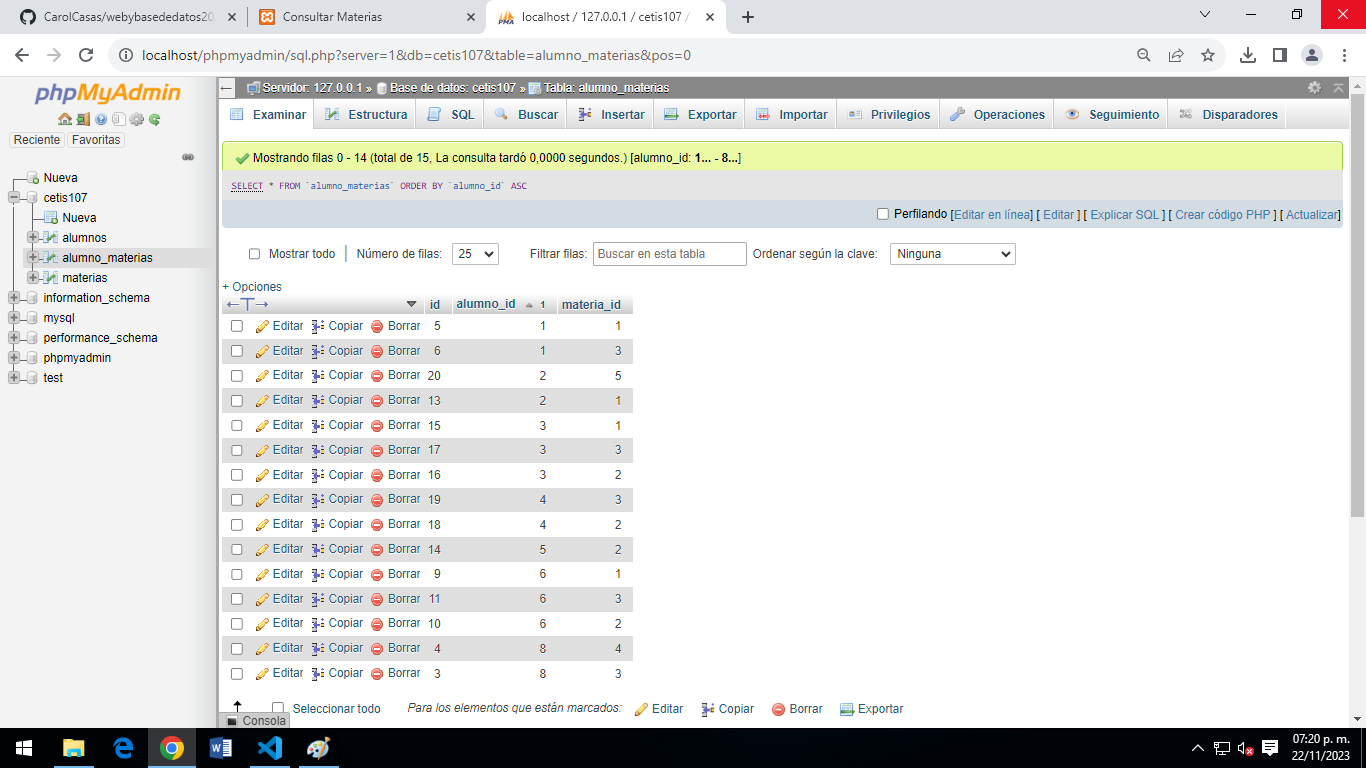 CarolCasas/webybasededatos20
Consultar Materias
localhost / 127.0.0.1 / cetis107 /
localhost/phpmyadmin/sql.php?server=1&db=cetis107&table=alumno_materias&pos=0
phpMyAdmin
Reciente Favoritas
Nueva
cetis107
Nueva
alumnos
alumno_materias
materias
information_schema
mysql
performance_schema
phpmyadmin
test
Servidor: 127.0.0.1 » Base de datos: cetis107 » Tabla: alumno_materias
Examinar Estructura SQL Buscar Insertar Exportar Importar Privilegios Operaciones Seguimiento Disparadores
Mostrando filas 0 - 14 (total de 15, La consulta tardó 0,0000 segundos.) [alumno_id: 1... - 8...]
SELECT * FROM `alumno_materias` ORDER BY `alumno_id` ASC
Perfilando [Editar en línea] [ Editar ] [ Explicar SQL ] [ Crear código PHP ] [ Actualizar]
Mostrar todo Número de filas: 25 Filtrar filas: Buscar en esta tabla Ordenar según la clave: Ninguna
+ Opciones
←T→ id alumno_id 1 materia_id
Editar Copiar Borrar 5 1 1
Editar Copiar Borrar 6 1 3
Editar Copiar Borrar 20 2 5
Editar Copiar Borrar 13 2 1
Editar Copiar Borrar 15 3 1
Editar Copiar Borrar 17 3 3
Editar Copiar Borrar 16 3 2
Editar Copiar Borrar 19 4 3
Editar Copiar Borrar 18 4 2
Editar Copiar Borrar 14 5 2
Editar Copiar Borrar 9 6 1
Editar Copiar Borrar 11 6 3
Editar Copiar Borrar 10 6 2
Editar Copiar Borrar 4 8 4
Editar Copiar Borrar 3 8 3
Seleccionar todo Para los elementos que están marcados: Editar Copiar Borrar Exportar
Consola
07:20 p. m.
22/11/2023